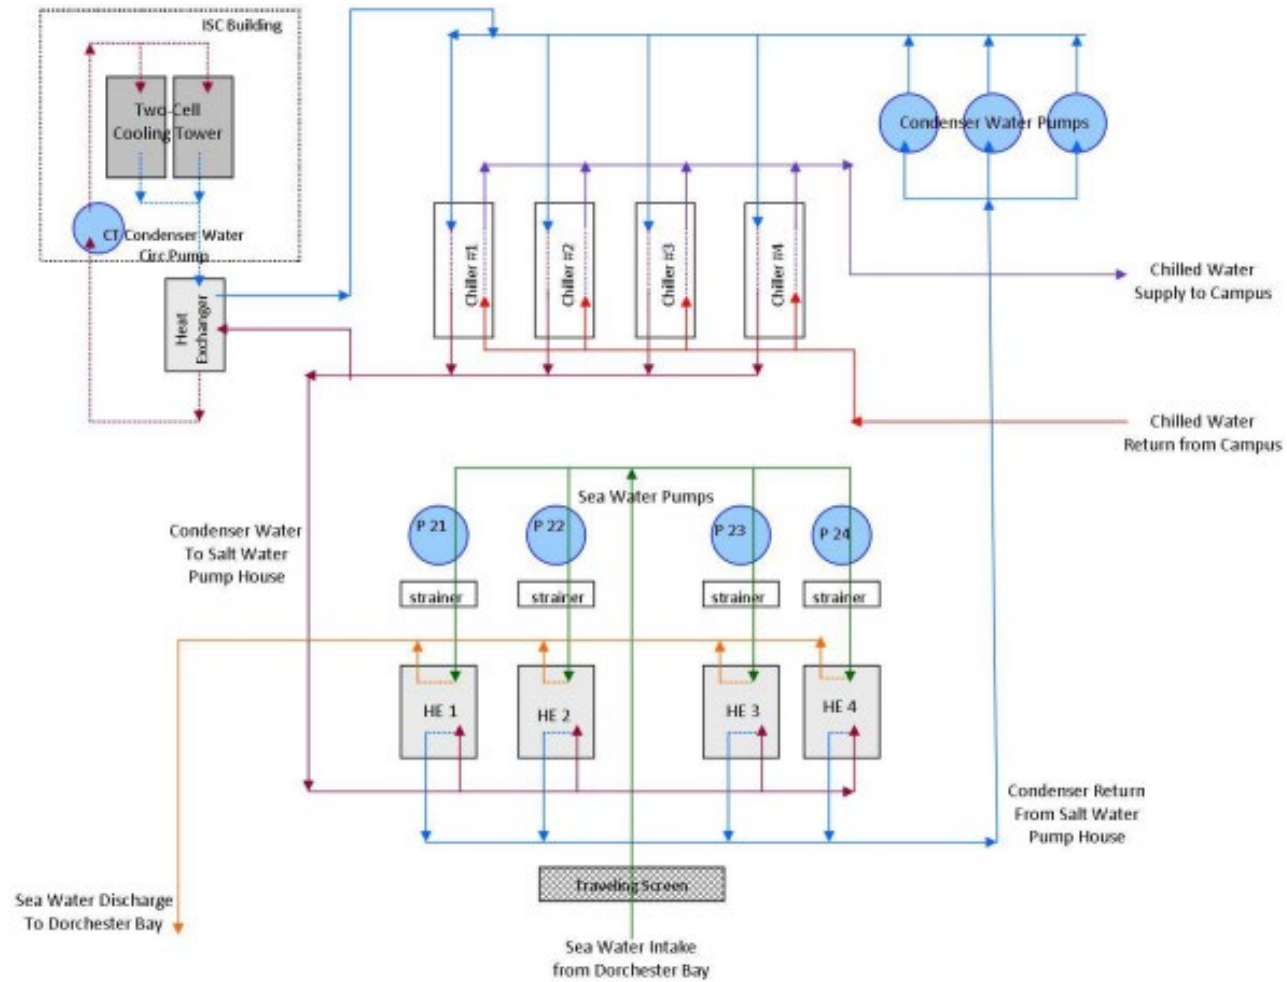 ISC Building
Two-Cell
Cooling Tower
CT Condenser Water
Circ Pump
Heat
Exchanger
Condenser Water Pumps
Chiller #1
Chiller #2
Chiller #3
Chiller #4
Chilled Water
Supply to Campus
Chilled Water
Return from Campus
Sea Water Pumps
P 21
P 22
P 23
P 24
Condenser Water
To Salt Water
Pump House
strainer
strainer
strainer
strainer
HE 1
HE 2
HE 3
HE 4
Condenser Return
From Salt Water
Pump House
Traveling Screen
Sea Water Discharge
To Dorchester Bay
Sea Water Intake
from Dorchester Bay